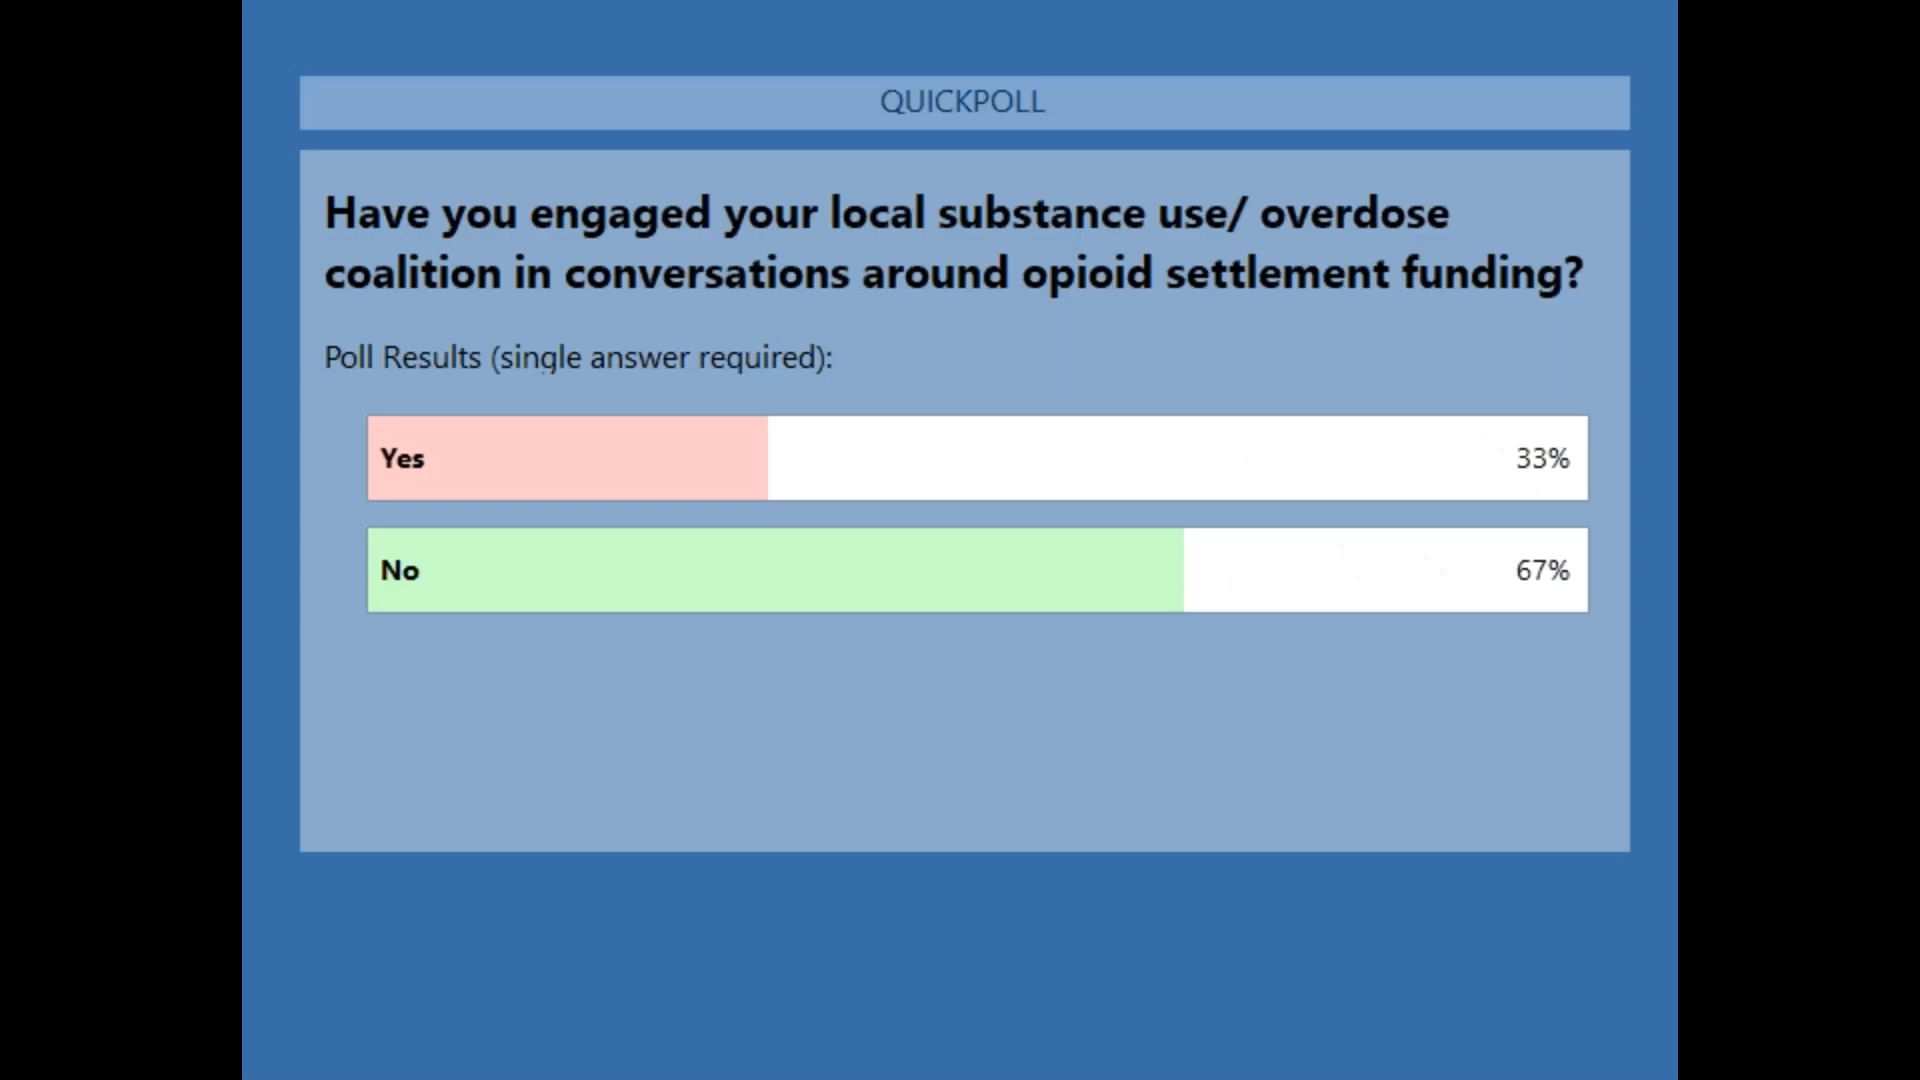 QUICKPOLL
Have you engaged your local substance use/ overdose
coalition in conversations around opioid settlement funding?
Poll Results (single answer required):
Yes 33%
No 67%